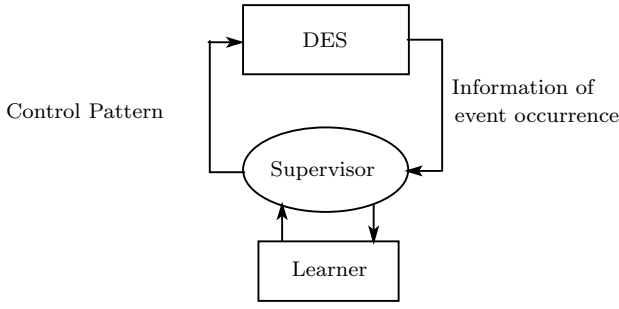 DES
Information of
event occurrence
Control Pattern
Supervisor
Learner